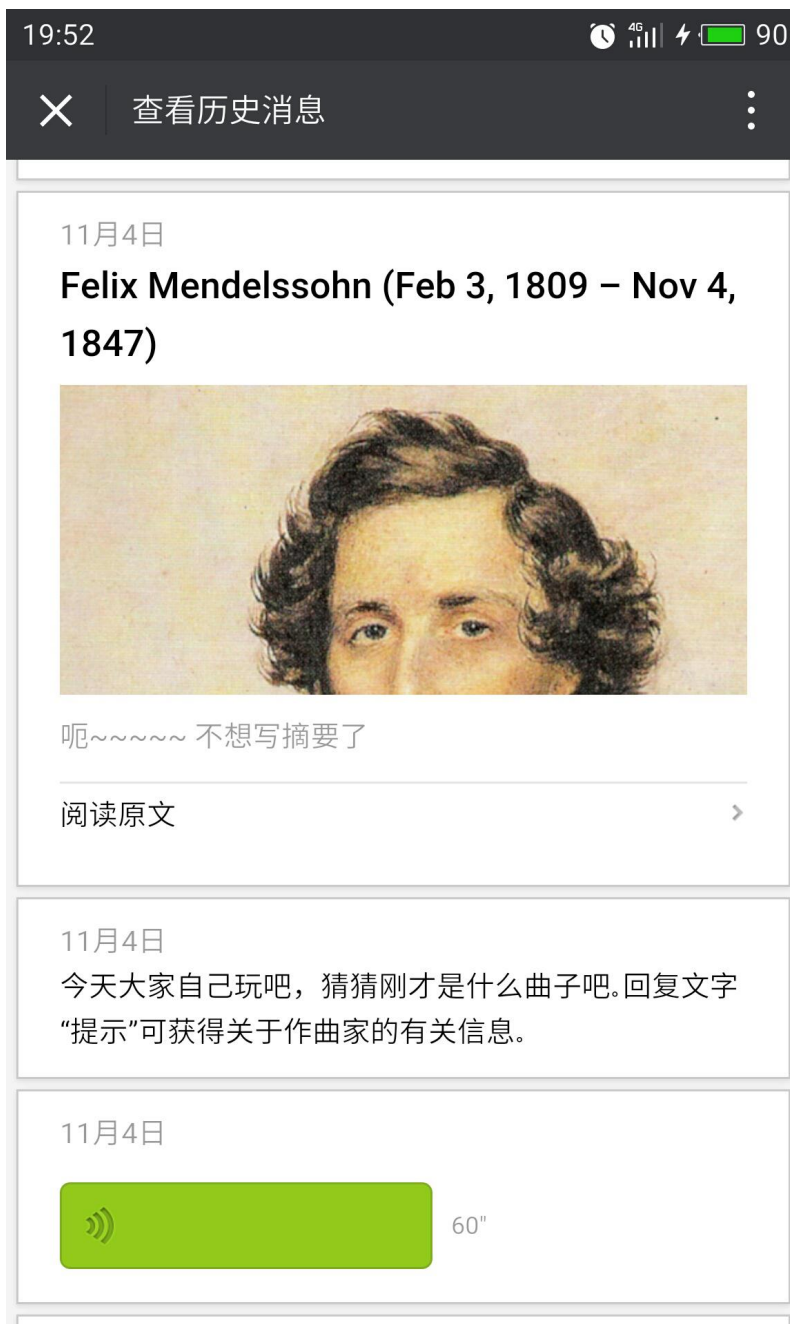 19:52
4G
90
查看历史消息
11月4日
Felix Mendelssohn (Feb 3, 1809 – Nov 4,
1847)
呃~~~~~ 不想写摘要了
阅读原文
11月4日
今天大家自己玩吧，猜猜刚才是什么曲子吧。回复文字
“提示”可获得关于作曲家的有关信息。
11月4日
60"